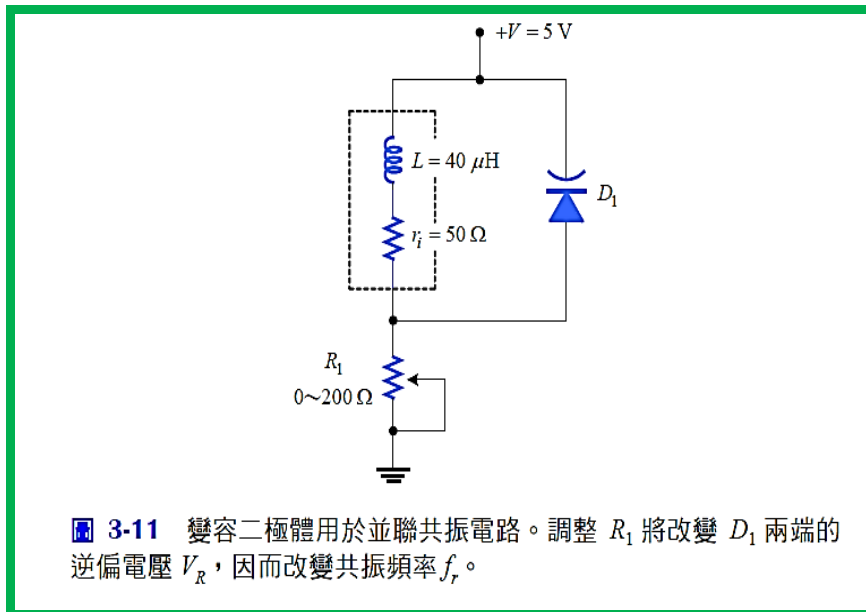 +V = 5 V
L = 40 μH
D₁
rᵢ = 50 Ω
R₁
0～200 Ω
圖 3-11 變容二極體用於並聯共振電路。調整 R₁ 將改變 D₁ 兩端的
逆偏電壓 V_R，因而改變共振頻率 fᵣ。